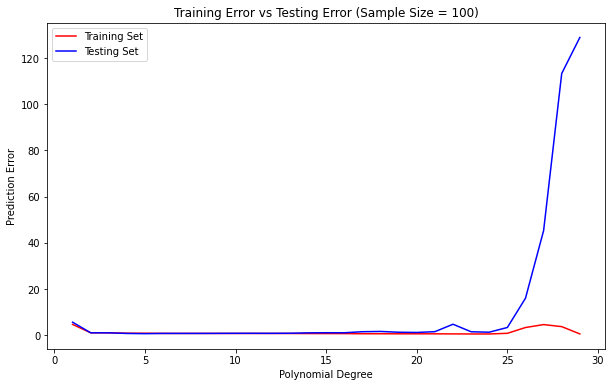 Training Error vs Testing Error (Sample Size = 100)
Training Set
Testing Set
Prediction Error
120
100
80
60
40
20
0
0 5 10 15 20 25 30
Polynomial Degree